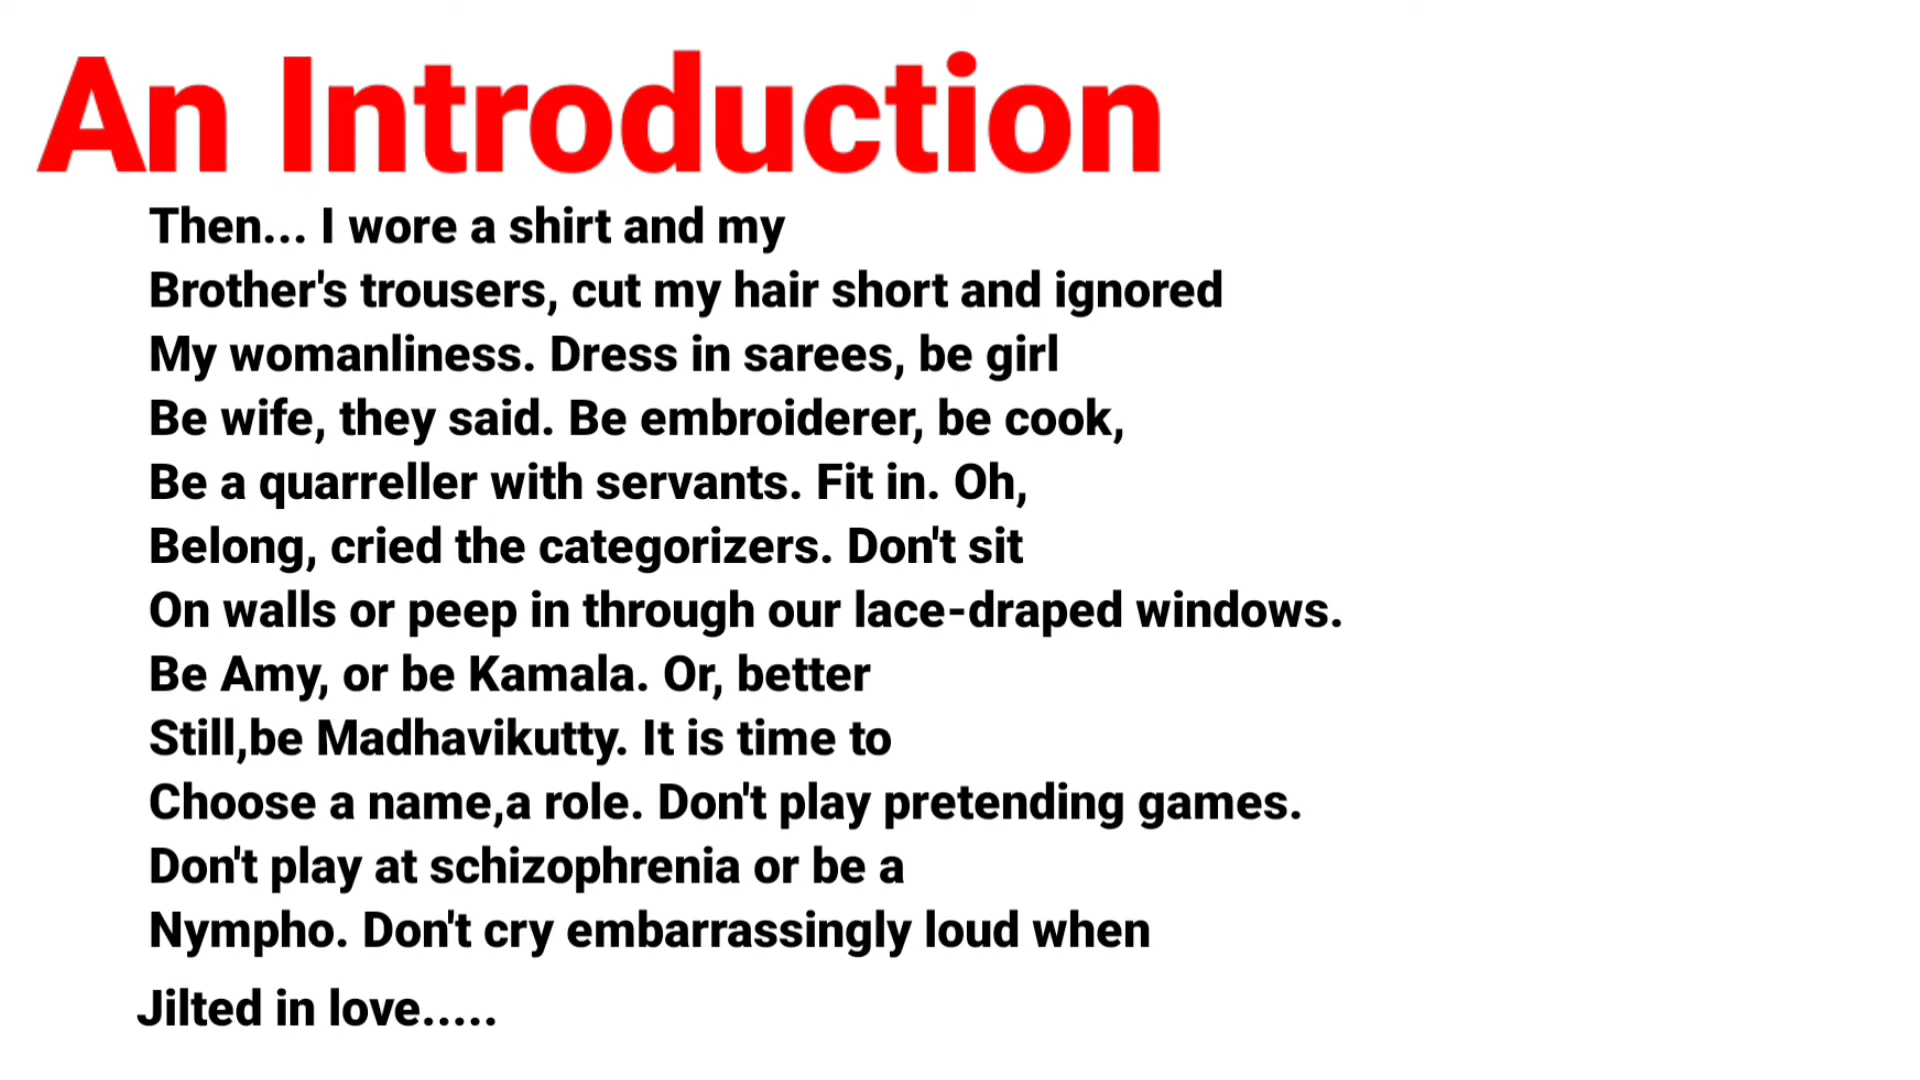 An Introduction
Then... I wore a shirt and my
Brother's trousers, cut my hair short and ignored
My womanliness. Dress in sarees, be girl
Be wife, they said. Be embroiderer, be cook,
Be a quarreller with servants. Fit in. Oh,
Belong, cried the categorizers. Don't sit
On walls or peep in through our lace-draped windows.
Be Amy, or be Kamala. Or, better
Still,be Madhavikutty. It is time to
Choose a name,a role. Don't play pretending games.
Don't play at schizophrenia or be a
Nympho. Don't cry embarrassingly loud when
Jilted in love.....